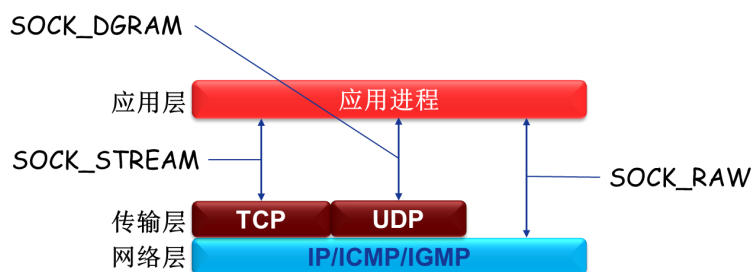 SOCK_DGRAM
应用层
应用进程
SOCK_STREAM
SOCK_RAW
传输层
TCP
UDP
网络层
IP/ICMP/IGMP